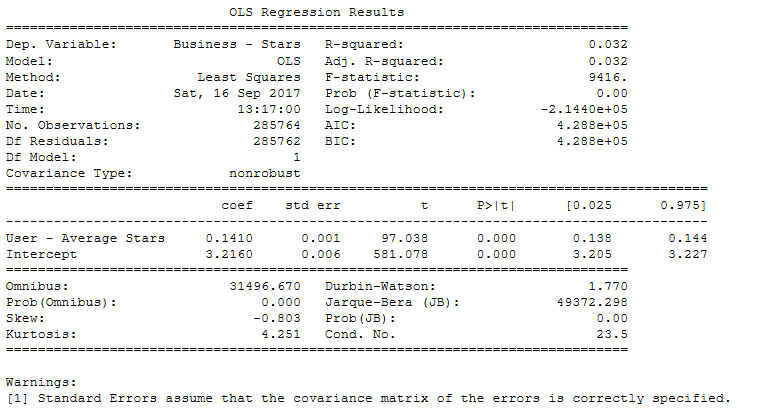 OLS Regression Results
==============================================================================
Dep. Variable:       Business - Stars   R-squared:                       0.032
Model:                            OLS   Adj. R-squared:                  0.032
Method:                 Least Squares   F-statistic:                     9416.
Date:                Sat, 16 Sep 2017   Prob (F-statistic):               0.00
Time:                        13:17:00   Log-Likelihood:            -2.1440e+05
No. Observations:              285764   AIC:                         4.288e+05
Df Residuals:                  285762   BIC:                         4.288e+05
Df Model:                           1
Covariance Type:            nonrobust
========================================================================================
                           coef    std err          t      P>|t|      [0.025      0.975]
----------------------------------------------------------------------------------------
User - Average Stars     0.1410      0.001     97.038      0.000       0.138       0.144
Intercept                3.2160      0.006    581.078      0.000       3.205       3.227
==============================================================================
Omnibus:                    31496.670   Durbin-Watson:                   1.770
Prob(Omnibus):                  0.000   Jarque-Bera (JB):            49372.298
Skew:                          -0.803   Prob(JB):                         0.00
Kurtosis:                       4.251   Cond. No.                         23.5
==============================================================================

Warnings:
[1] Standard Errors assume that the covariance matrix of the errors is correctly specified.